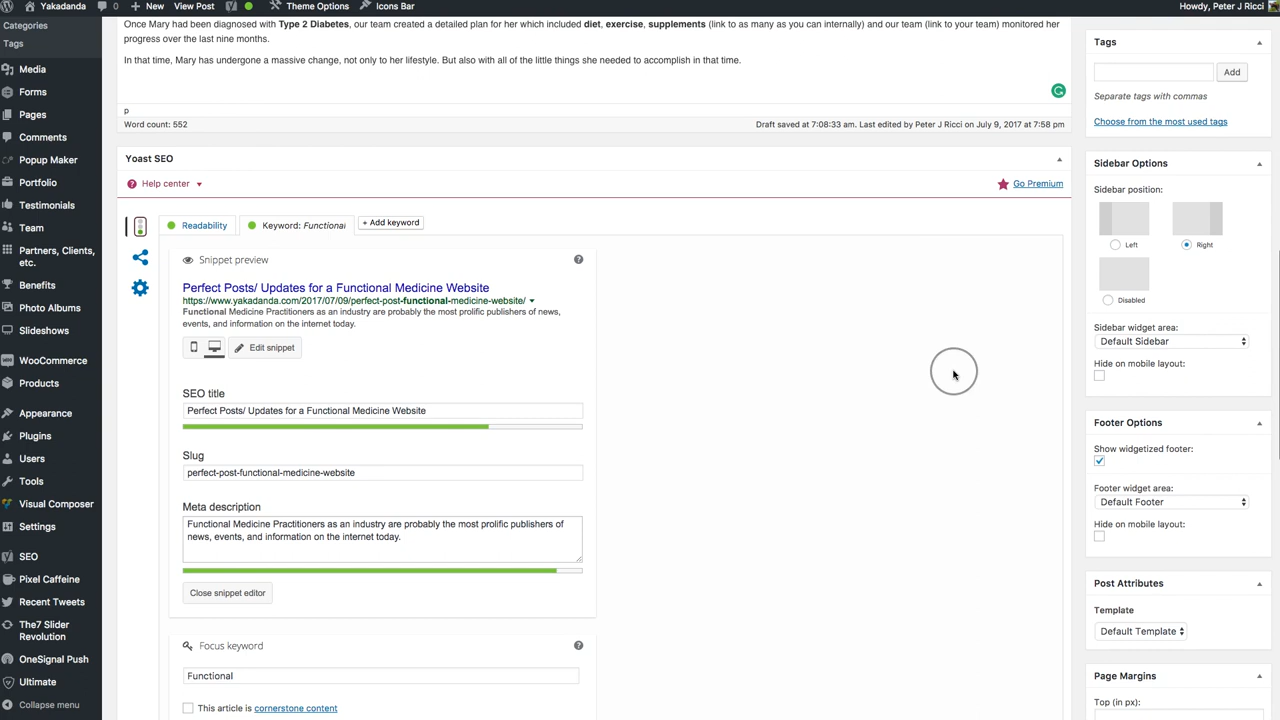 Yakadanda
0
New
View Post
Theme Options
Icons Bar
Howdy, Peter J Ricci
Categories
Tags
Media
Forms
Pages
Comments
Popup Maker
Portfolio
Testimonials
Team
Partners, Clients,
etc.
Benefits
Photo Albums
Slideshows
WooCommerce
Products
Appearance
Plugins
Users
Tools
Visual Composer
Settings
SEO
Pixel Caffeine
Recent Tweets
The7 Slider
Revolution
OneSignal Push
Ultimate
Collapse menu
Once Mary had been diagnosed with Type 2 Diabetes, our team created a detailed plan for her which included diet, exercise, supplements (link to as many as you can internally) and our team (link to your team) monitored her
progress over the last nine months.
In that time, Mary has undergone a massive change, not only to her lifestyle. But also with all of the little things she needed to accomplish in that time.
p
Word count: 552
Draft saved at 7:08:33 am. Last edited by Peter J Ricci on July 9, 2017 at 7:58 pm
Yoast SEO
Help center
Go Premium
Readability
Keyword: Functional
+ Add keyword
Snippet preview
Perfect Posts/ Updates for a Functional Medicine Website
https://www.yakadanda.com/2017/07/09/perfect-post-functional-medicine-website/
Functional Medicine Practitioners as an industry are probably the most prolific publishers of news,
events, and information on the internet today.
Edit snippet
SEO title
Perfect Posts/ Updates for a Functional Medicine Website
Slug
perfect-post-functional-medicine-website
Meta description
Functional Medicine Practitioners as an industry are probably the most prolific publishers of
news, events, and information on the internet today.
Close snippet editor
Focus keyword
Functional
This article is cornerstone content
Tags
Add
Separate tags with commas
Choose from the most used tags
Sidebar Options
Sidebar position:
Left
Right
Disabled
Sidebar widget area:
Default Sidebar
Hide on mobile layout:
Footer Options
Show widgetized footer:
Footer widget area:
Default Footer
Hide on mobile layout:
Post Attributes
Template
Default Template
Page Margins
Top (in px):